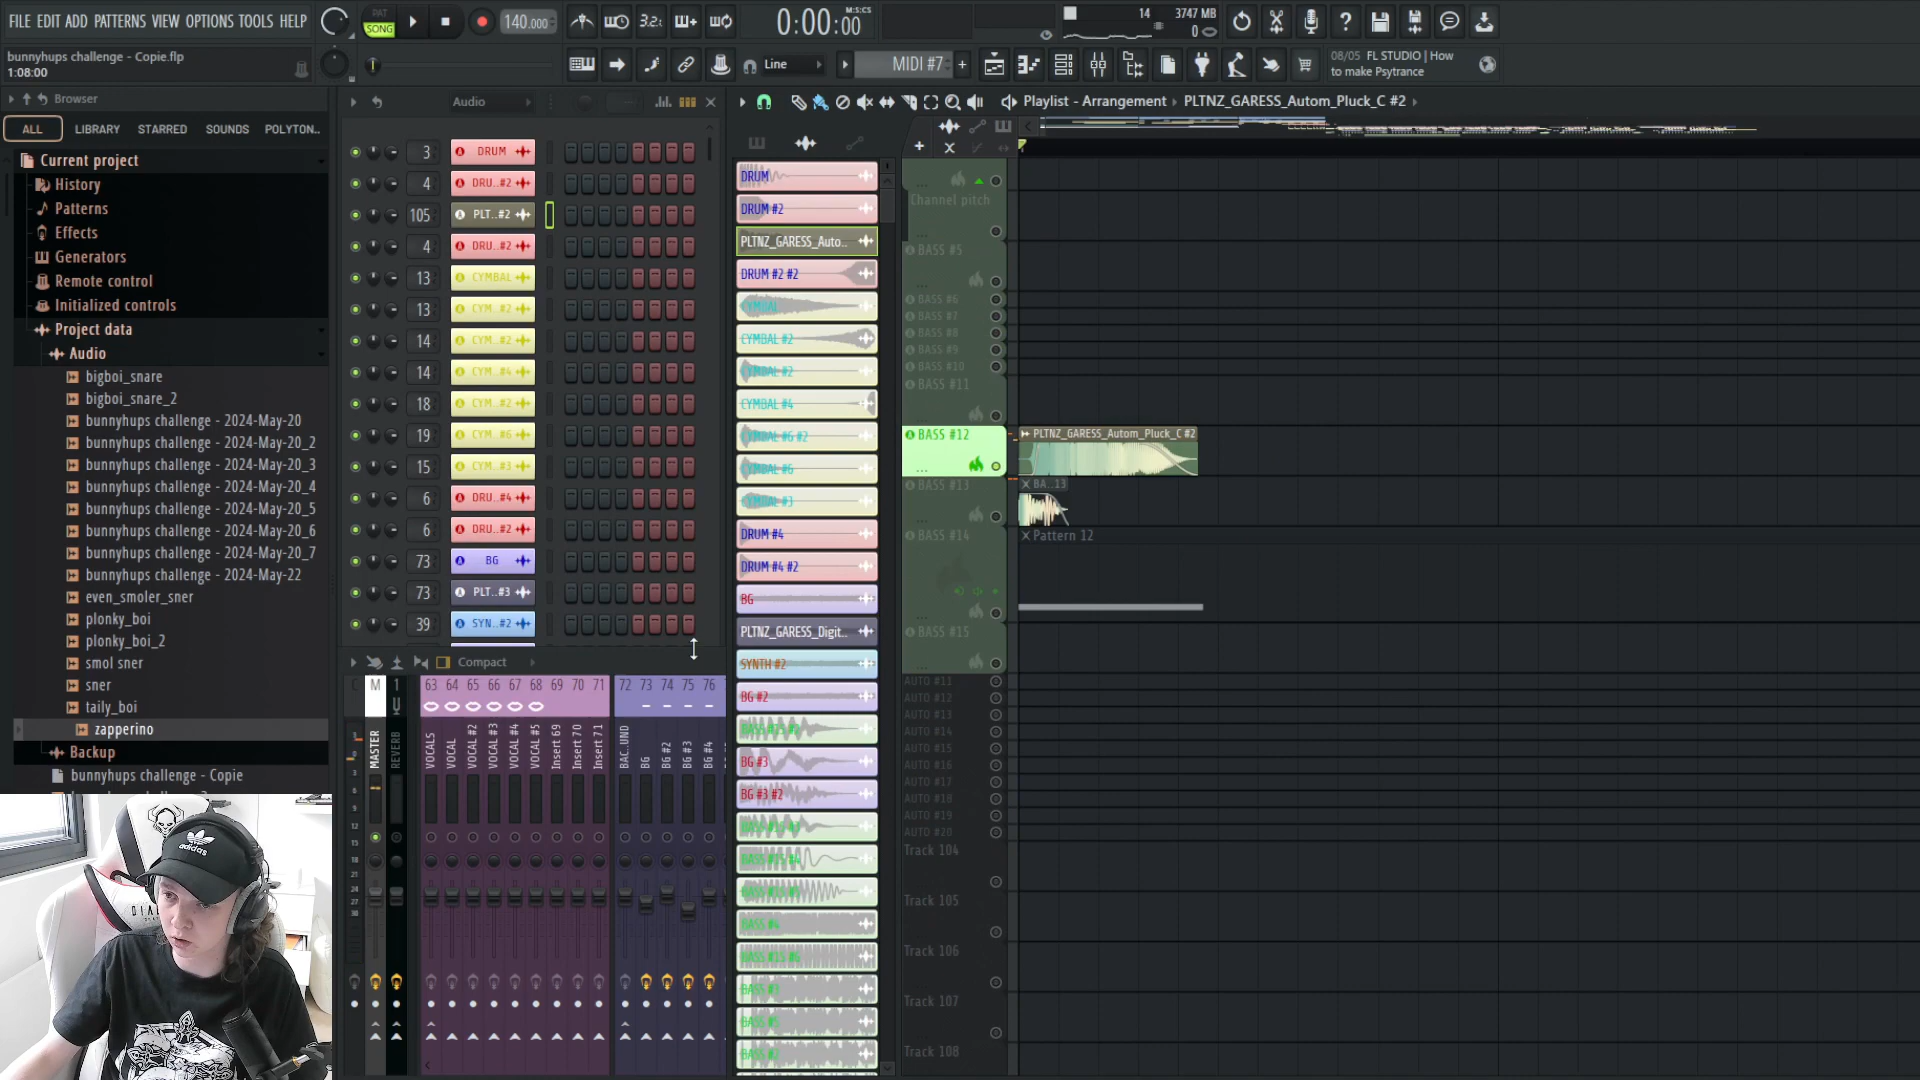 FILE EDIT ADD PATTERNS VIEW OPTIONS TOOLS HELP
PAT
SONG
140.000
3.2
0:00:00
M:S:CS
14
3747 MB
0
bunnyhups challenge - Copie.flp
1:08:00
Line
MIDI #7
08/05 FL STUDIO | How
to make Psytrance
Browser
ALL
LIBRARY
STARRED
SOUNDS
POLYTON..
Current project
History
Patterns
Effects
Generators
Remote control
Initialized controls
Project data
Audio
bigboi_snare
bigboi_snare_2
bunnyhups challenge - 2024-May-20
bunnyhups challenge - 2024-May-20_2
bunnyhups challenge - 2024-May-20_3
bunnyhups challenge - 2024-May-20_4
bunnyhups challenge - 2024-May-20_5
bunnyhups challenge - 2024-May-20_6
bunnyhups challenge - 2024-May-20_7
bunnyhups challenge - 2024-May-22
even_smoler_sner
plonky_boi
plonky_boi_2
smol sner
sner
taily_boi
zapperino
Backup
bunnyhups challenge - Copie
adidas
Audio
3 DRUM
4 DRU..#2
105 PLT..#2
4 DRU..#2
13 CYMBAL
13 CYM..#2
14 CYM..#2
14 CYM..#4
18 CYM..#2
19 CYM..#6
15 CYM..#3
6 DRU..#4
6 DRU..#2
73 BG
73 PLT..#3
39 SYN..#2
Compact
C M 1 63 64 65 66 67 68 69 70 71 72 73 74 75 76
MASTER
REVERB
VOCALS
VOCAL
VOCAL #2
VOCAL #3
VOCAL #4
VOCAL #5
Insert 69
Insert 70
Insert 71
BAC..UND
BG
BG #2
BG #3
BG #4
DRUM
DRUM #2
PLTNZ_GARESS_Auto..
DRUM #2 #2
CYMBAL
CYMBAL #2
CYMBAL #2
CYMBAL #4
CYMBAL #6 #2
CYMBAL #6
CYMBAL #3
DRUM #4
DRUM #4 #2
BG
PLTNZ_GARESS_Digit..
SYNTH #2
BG #2
BG #3
BG #3 #2
BASS #4
BASS #3
Playlist - Arrangement
PLTNZ_GARESS_Autom_Pluck_C #2
Channel pitch
BASS #5
BASS #6
BASS #7
BASS #8
BASS #9
BASS #10
BASS #11
BASS #12
PLTNZ_GARESS_Autom_Pluck_C #2
BASS #13
BA..13
BASS #14
Pattern 12
BASS #15
AUTO #11
AUTO #12
AUTO #13
AUTO #14
AUTO #15
AUTO #16
AUTO #17
AUTO #18
AUTO #19
AUTO #20
Track 104
Track 105
Track 106
Track 107
Track 108